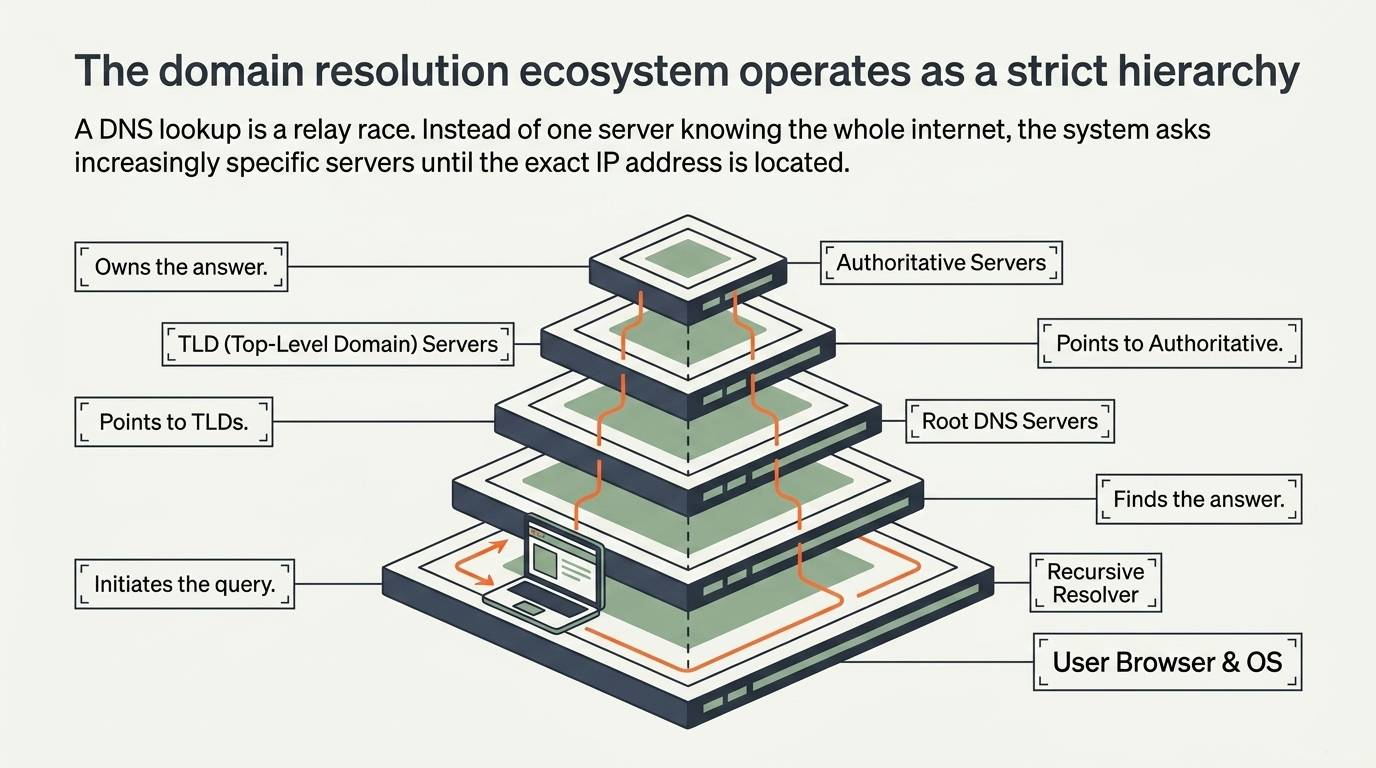 The domain resolution ecosystem operates as a strict hierarchy
A DNS lookup is a relay race. Instead of one server knowing the whole internet, the system asks
increasingly specific servers until the exact IP address is located.
Owns the answer.
Authoritative Servers
TLD (Top-Level Domain) Servers
Points to Authoritative.
Points to TLDs.
Root DNS Servers
Finds the answer.
Initiates the query.
Recursive
Resolver
User Browser & OS